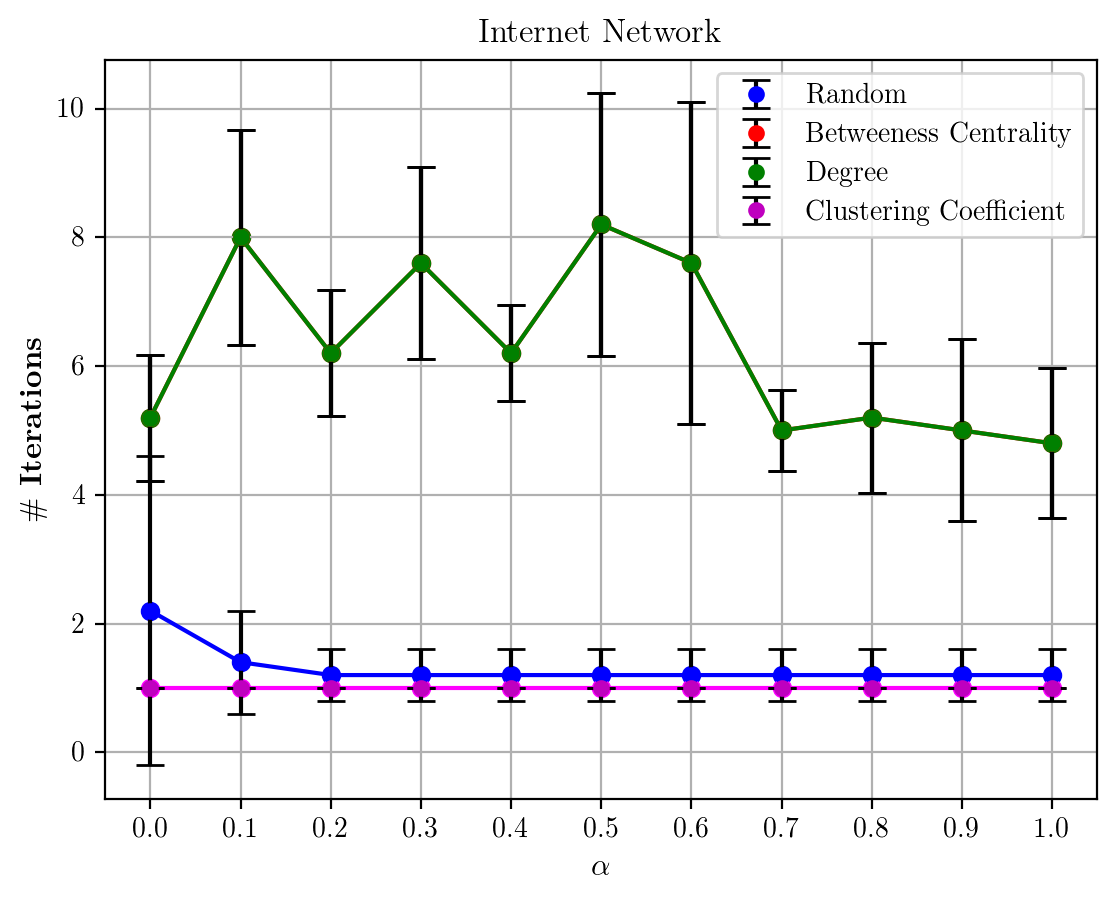 Internet Network
Random
Betweeness Centrality
Degree
Clustering Coefficient
# Iterations
10
8
6
4
2
0
0.0 0.1 0.2 0.3 0.4 0.5 0.6 0.7 0.8 0.9 1.0
α